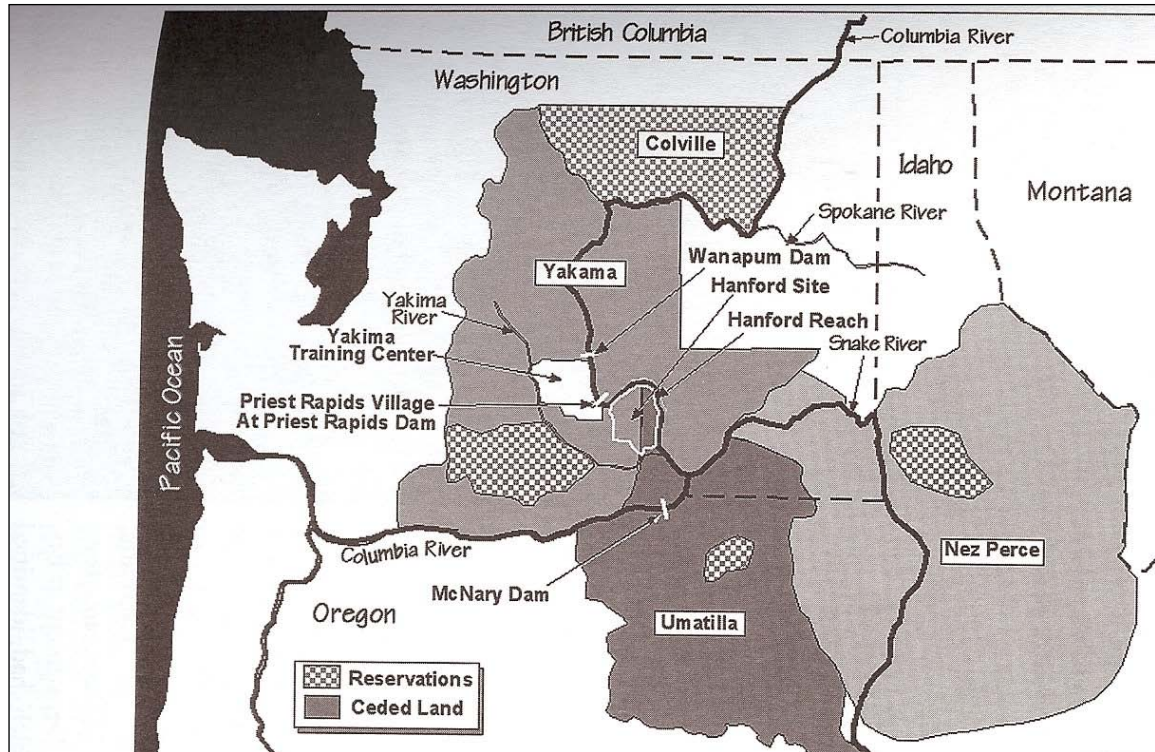 British Columbia
Columbia River
Washington
Colville
Idaho
Montana
Spokane River
Wanapum Dam
Yakama
Hanford Site
Yakima
River
Hanford Reach
Yakima
Training Center
Snake River
Priest Rapids Village
At Priest Rapids Dam
Pacific Ocean
Columbia River
Nez Perce
McNary Dam
Oregon
Umatilla
Reservations
Ceded Land